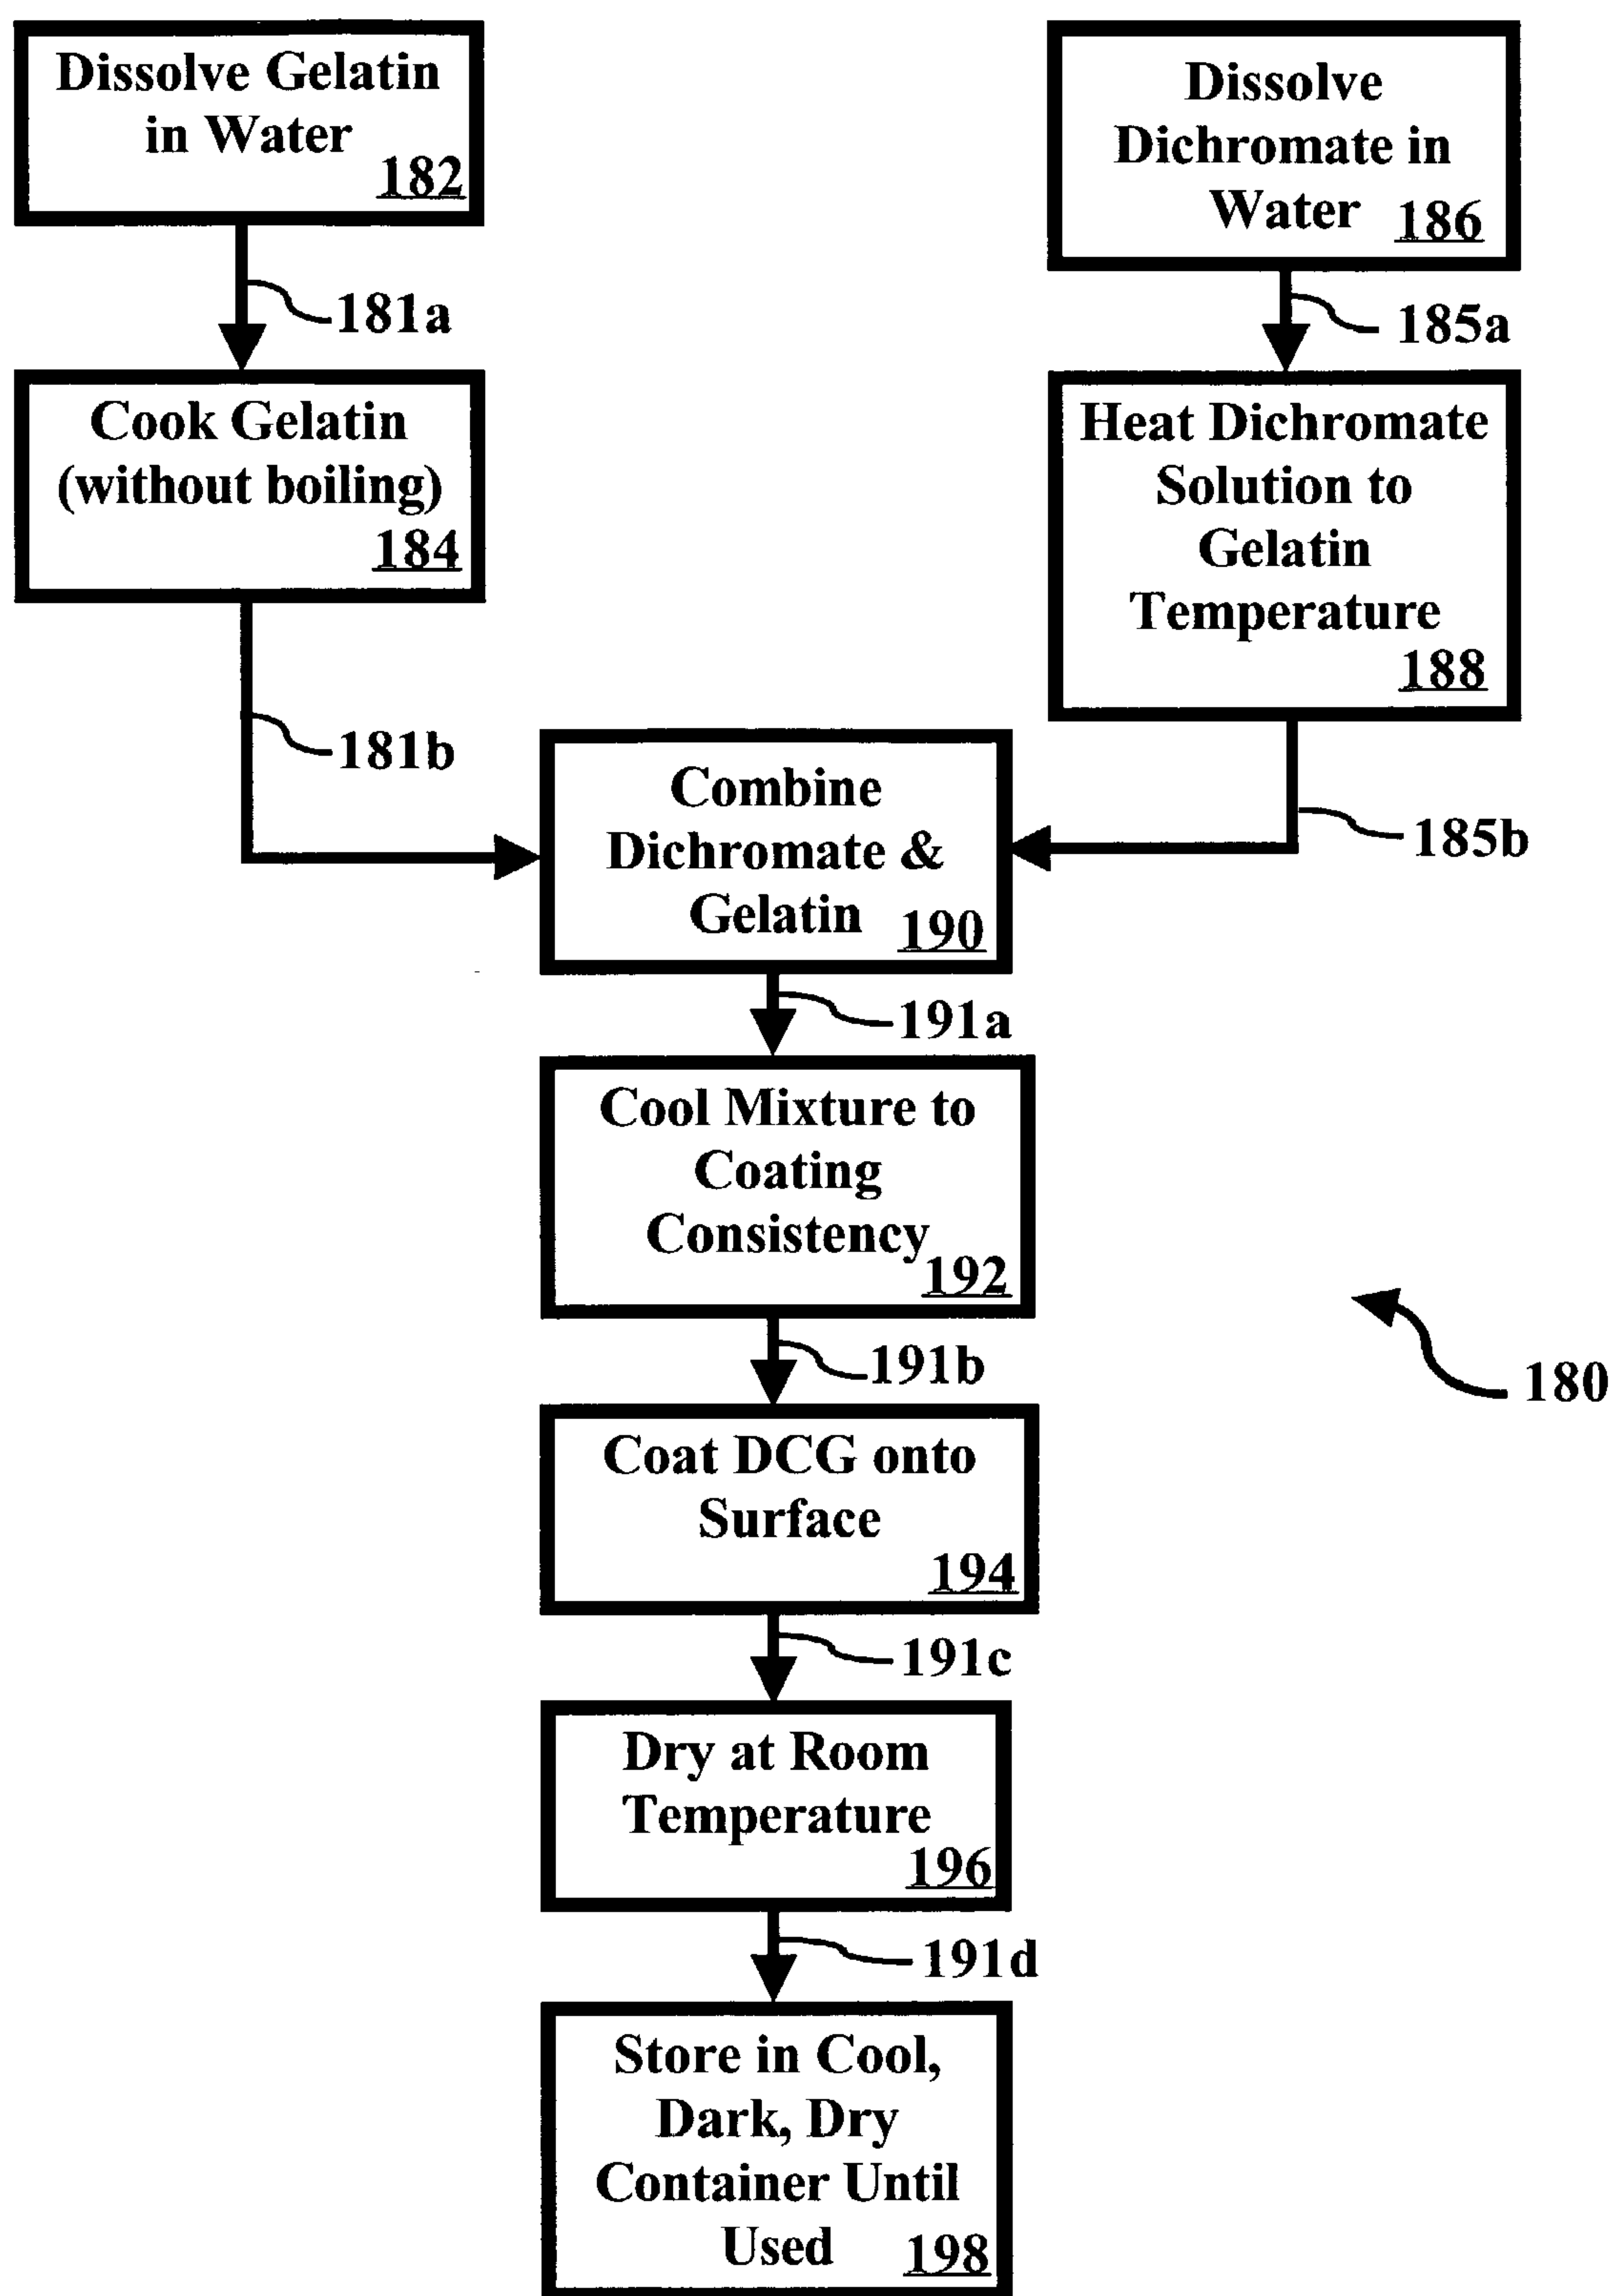 Dissolve Gelatin
in Water
182
181a
Cook Gelatin
(without boiling)
184
181b
Dissolve
Dichromate in
Water 186
185a
Heat Dichromate
Solution to
Gelatin
Temperature
188
185b
Combine
Dichromate &
Gelatin 190
191a
Cool Mixture to
Coating
Consistency
192
191b
180
Coat DCG onto
Surface
194
191c
Dry at Room
Temperature
196
191d
Store in Cool,
Dark, Dry
Container Until
Used 198